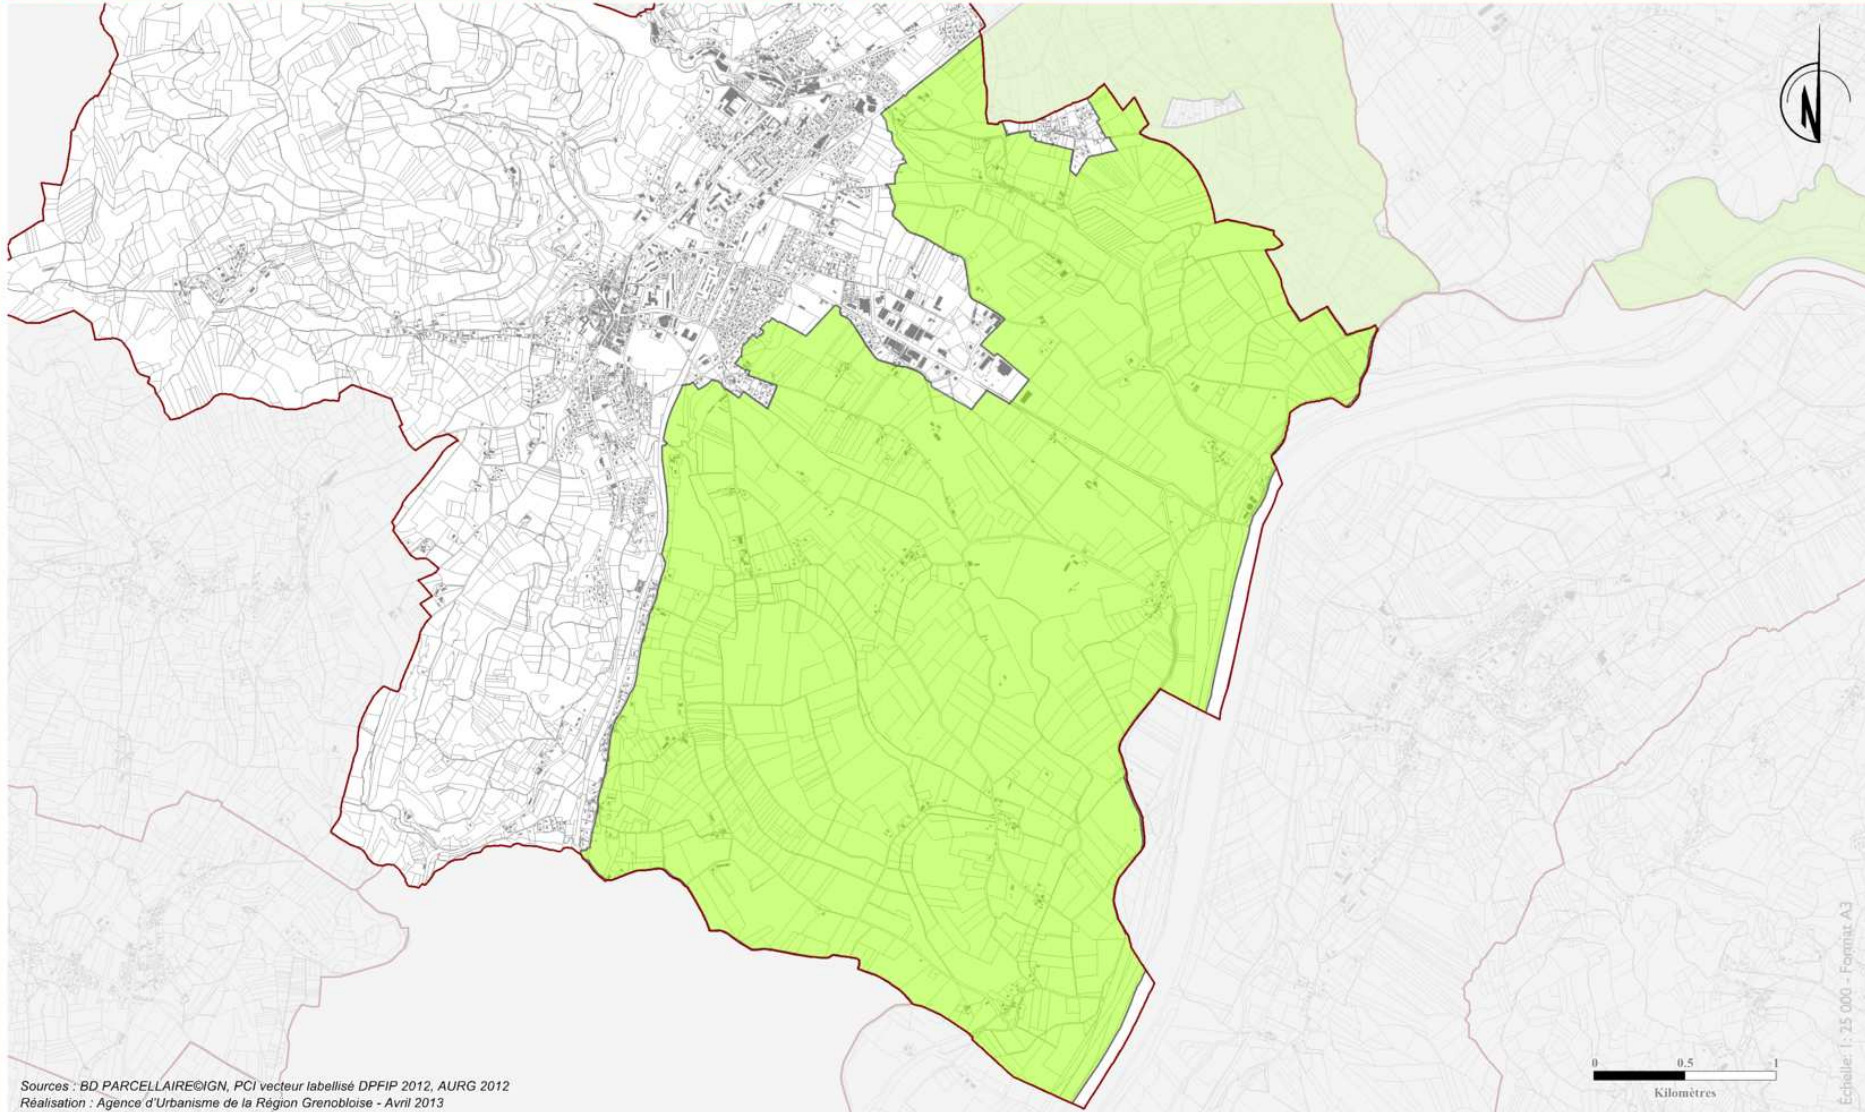 N
0 0.5 1
Kilomètres
Échelle: 1 : 25 000 - Format A3
Sources : BD PARCELLAIRE©IGN, PCI vecteur labellisé DPFIP 2012, AURG 2012
Réalisation : Agence d'Urbanisme de la Région Grenobloise - Avril 2013